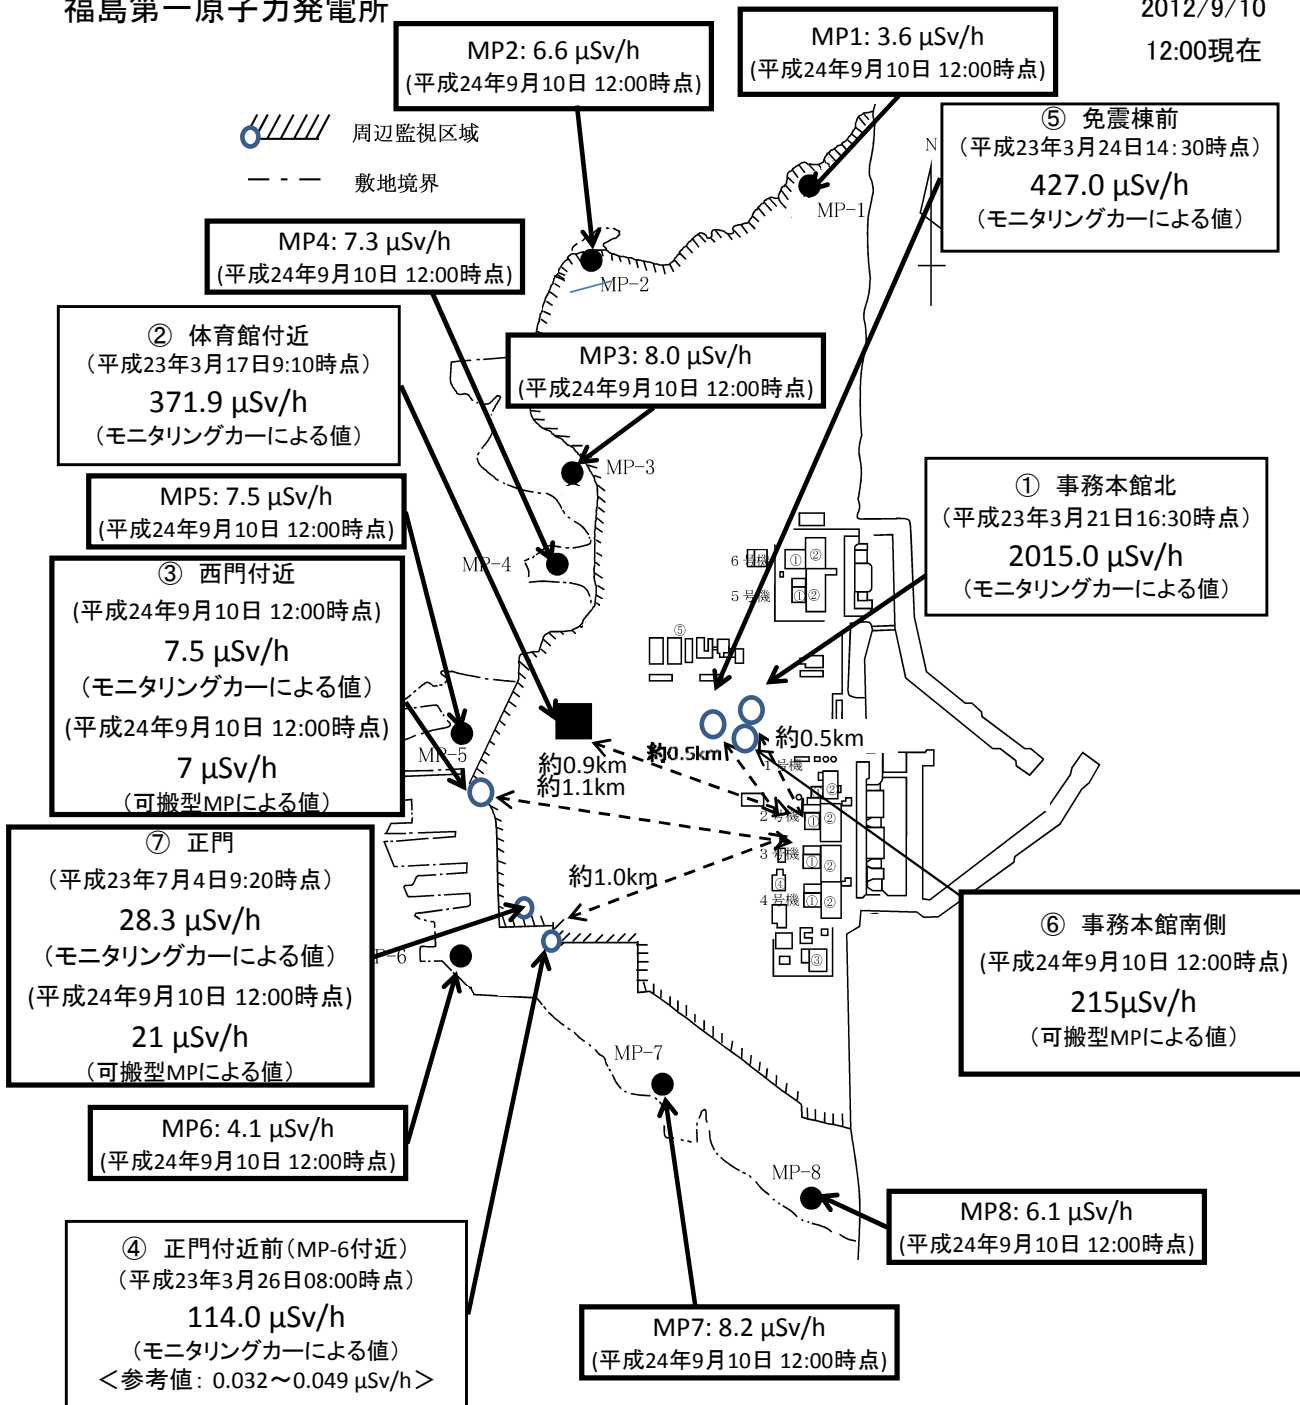 福島第一原子力発電所
2012/9/10
12:00現在
MP2: 6.6 µSv/h
(平成24年9月10日 12:00時点)
MP1: 3.6 µSv/h
(平成24年9月10日 12:00時点)
周辺監視区域
敷地境界
⑤ 免震棟前
(平成23年3月24日14:30時点)
427.0 µSv/h
(モニタリングカーによる値)
N
MP-1
MP4: 7.3 µSv/h
(平成24年9月10日 12:00時点)
MP-2
② 体育館付近
(平成23年3月17日9:10時点)
371.9 µSv/h
(モニタリングカーによる値)
MP3: 8.0 µSv/h
(平成24年9月10日 12:00時点)
MP-3
MP5: 7.5 µSv/h
(平成24年9月10日 12:00時点)
① 事務本館北
(平成23年3月21日16:30時点)
2015.0 µSv/h
(モニタリングカーによる値)
MP-4
6号機
①
②
5号機
①
②
③ 西門付近
(平成24年9月10日 12:00時点)
7.5 µSv/h
(モニタリングカーによる値)
(平成24年9月10日 12:00時点)
7 µSv/h
(可搬型MPによる値)
⑤
MP-5
約0.9km
約1.1km
約0.5km
約0.5km
1号機
②
2号機
①
②
3号機
①
②
④
4号機
①
②
③
約1.0km
⑦ 正門
(平成23年7月4日9:20時点)
28.3 µSv/h
(モニタリングカーによる値)
(平成24年9月10日 12:00時点)
21 µSv/h
(可搬型MPによる値)
P-6
⑥ 事務本館南側
(平成24年9月10日 12:00時点)
215µSv/h
(可搬型MPによる値)
MP-7
MP6: 4.1 µSv/h
(平成24年9月10日 12:00時点)
MP-8
MP8: 6.1 µSv/h
(平成24年9月10日 12:00時点)
④ 正門付近前(MP-6付近)
(平成23年3月26日08:00時点)
114.0 µSv/h
(モニタリングカーによる値)
<参考値: 0.032～0.049 µSv/h>
MP7: 8.2 µSv/h
(平成24年9月10日 12:00時点)